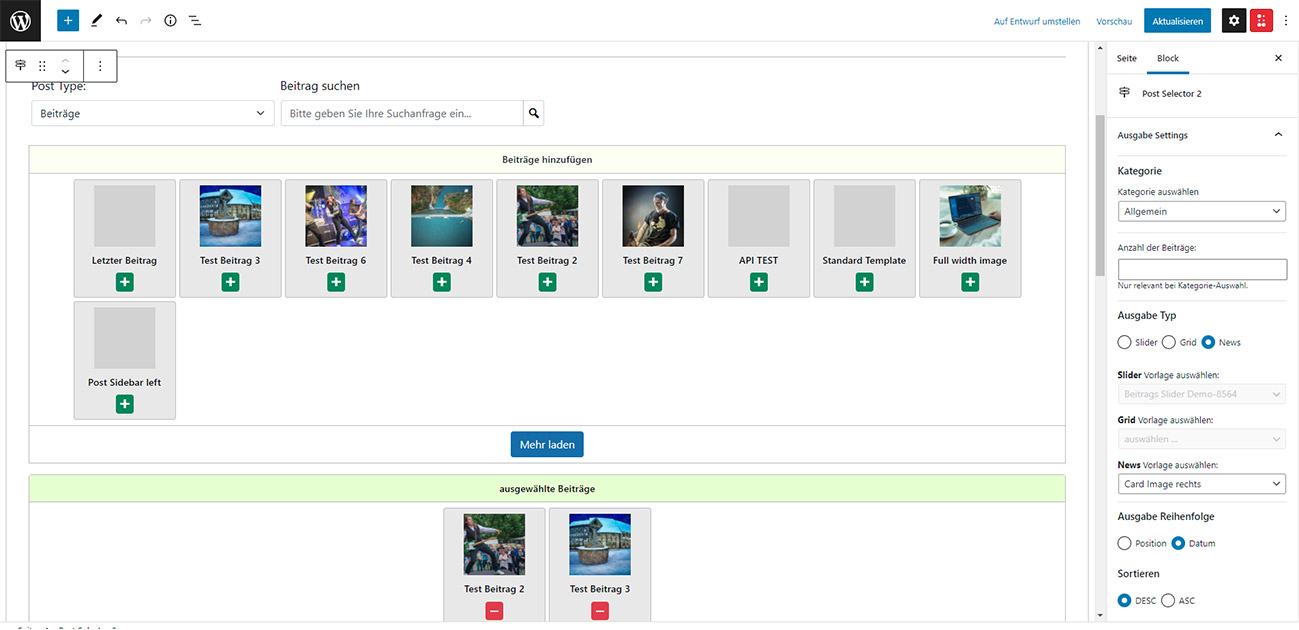 Auf Entwurf umstellen
Vorschau
Aktualisieren
Post Type:
Beitrag suchen
Beiträge
Bitte geben Sie Ihre Suchanfrage ein...
Beiträge hinzufügen
Letzter Beitrag
Test Beitrag 3
Test Beitrag 6
Test Beitrag 4
Test Beitrag 2
Test Beitrag 7
API TEST
Standard Template
Full width image
Post Sidebar left
Mehr laden
ausgewählte Beiträge
Test Beitrag 2
Test Beitrag 3
Seite
Block
Post Selector 2
Ausgabe Settings
Kategorie
Kategorie auswählen
Allgemein
Anzahl der Beiträge:
Nur relevant bei Kategorie-Auswahl.
Ausgabe Typ
Slider Grid News
Slider Vorlage auswählen:
Beitrags Slider Demo-8564
Grid Vorlage auswählen:
auswählen ...
News Vorlage auswählen:
Card Image rechts
Ausgabe Reihenfolge
Position Datum
Sortieren
DESC ASC